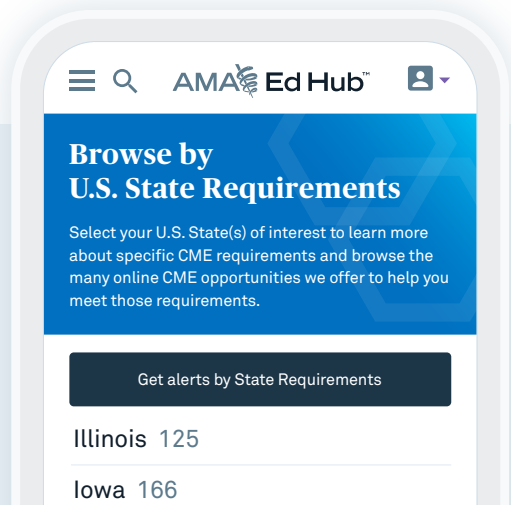 AMA Ed Hub™
Browse by
U.S. State Requirements
Select your U.S. State(s) of interest to learn more
about specific CME requirements and browse the
many online CME opportunities we offer to help you
meet those requirements.
Get alerts by State Requirements
Illinois 125
Iowa 166